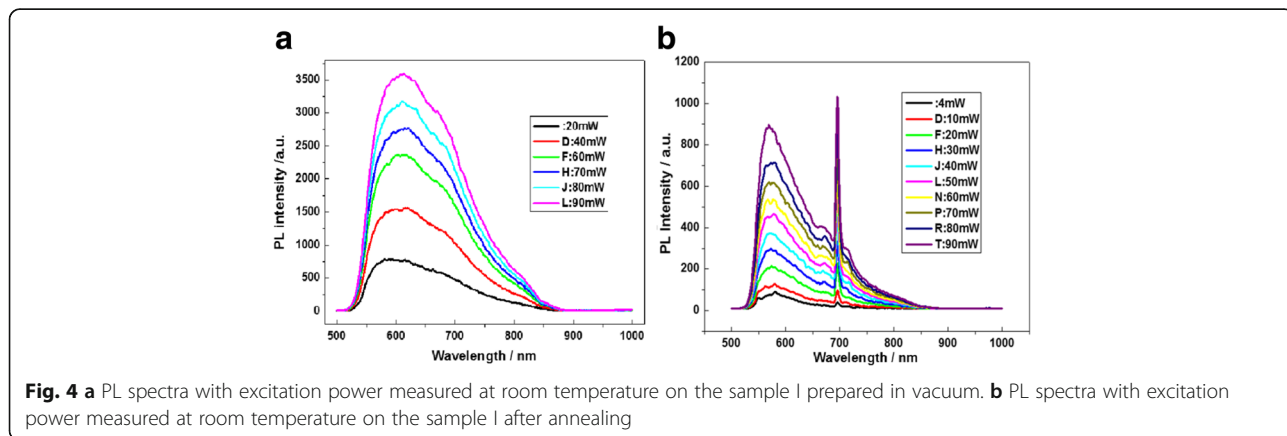 a
3500
3000
2500
2000
1500
1000
500
0
PL intensity /a.u.
:20mW
D:40mW
F:60mW
H:70mW
J:80mW
L:90mW
500 600 700 800 900 1000
Wavelength / nm
b
1200
1000
800
600
400
200
0
PL Intensity / a.u.
:4mW
D:10mW
F:20mW
H:30mW
J:40mW
L:50mW
N:60mW
P:70mW
R:80mW
T:90mW
500 600 700 800 900 1000
Wavelength / nm
Fig. 4 a PL spectra with excitation power measured at room temperature on the sample I prepared in vacuum. b PL spectra with excitation
power measured at room temperature on the sample I after annealing